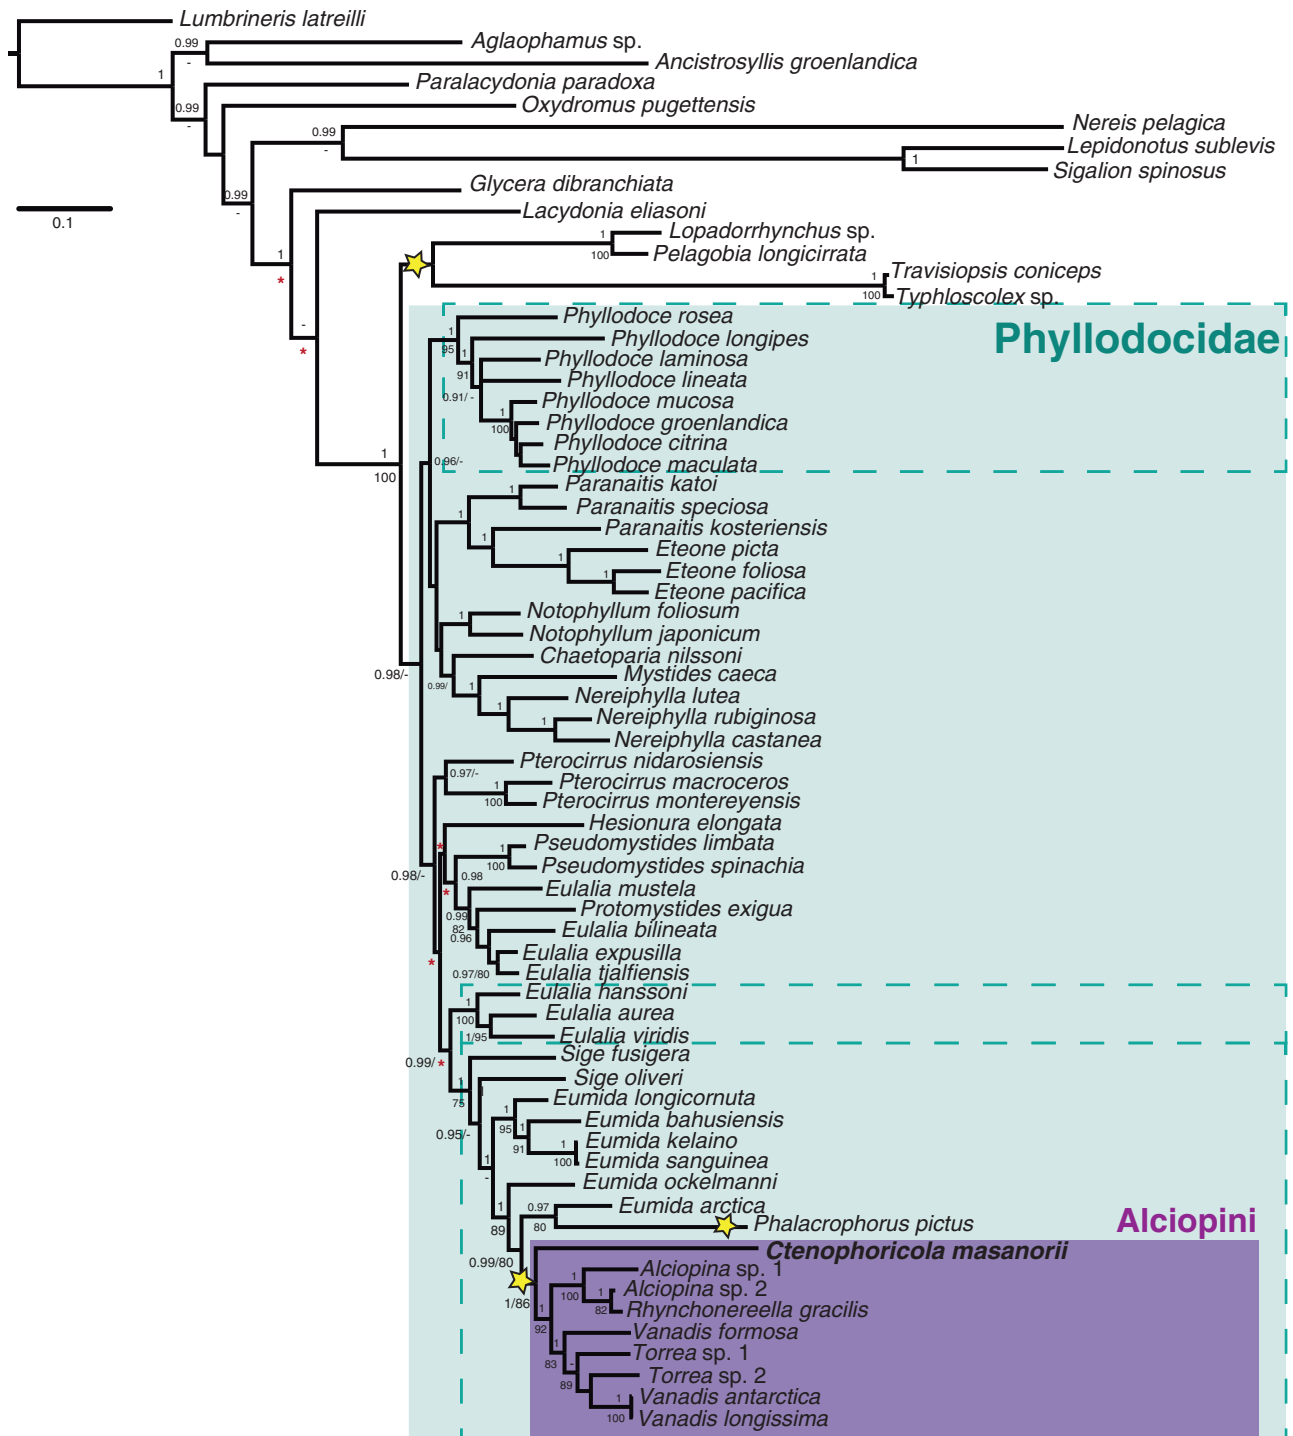 Lumbrineris latreilli
0.99
Aglaophamus sp.
-
Ancistrosyllis groenlandica
1
Paralacydonia paradoxa
0.99
-
Oxydromus pugettensis
Nereis pelagica
0.99
-
Lepidonotus sublevis
1
Sigalion spinosus
Glycera dibranchiata
0.99
-
0.1
Lacydonia eliasoni
Lopadorrhynchus sp.
1
100
Pelagobia longicirrata
1
*
Travisiopsis coniceps
1
100
Typhloscolex sp.
Phyllodoce rosea
-
*
1
95
Phyllodocidae
Phyllodoce longipes
1
91
Phyllodoce laminosa
Phyllodoce lineata
0.91/ -
Phyllodoce mucosa
1
100
Phyllodoce groenlandica
Phyllodoce citrina
1
100
0.96/-
Phyllodoce maculata
Paranaitis katoi
1
Paranaitis speciosa
1
Paranaitis kosteriensis
1
Eteone picta
1
Eteone foliosa
1
Eteone pacifica
Notophyllum foliosum
1
Notophyllum japonicum
Chaetoparia nilssoni
0.98/-
Mystides caeca
0.99/
1
Nereiphylla lutea
1
Nereiphylla rubiginosa
1
Nereiphylla castanea
Pterocirrus nidarosiensis
0.97/-
Pterocirrus macroceros
1
100
Pterocirrus montereyensis
Hesionura elongata
*
Pseudomystides limbata
1
100
Pseudomystides spinachia
0.98/-
0.98
*
Eulalia mustela
Protomystides exigua
0.99
82
Eulalia bilineata
0.96
Eulalia expusilla
*
0.97/80
Eulalia tjalfiensis
Eulalia hanssoni
1
100
Eulalia aurea
1/95
Eulalia viridis
Sige fusigera
0.99/ *
1
75
Sige oliveri
Eumida longicornuta
1
95
Eumida bahusiensis
0.95/-
1
91
Eumida kelaino
1
100
Eumida sanguinea
1
-
Eumida ockelmanni
Eumida arctica
0.97
80
1
89
Phalacrophorus pictus
Alciopini
Ctenophoricola masanorii
0.99/80
Alciopina sp. 1
1
100
Alciopina sp. 2
1
82
1/86
Rhynchonereella gracilis
1
92
Vanadis formosa
1
83
Torrea sp. 1
-
89
Torrea sp. 2
Vanadis antarctica
1
100
Vanadis longissima